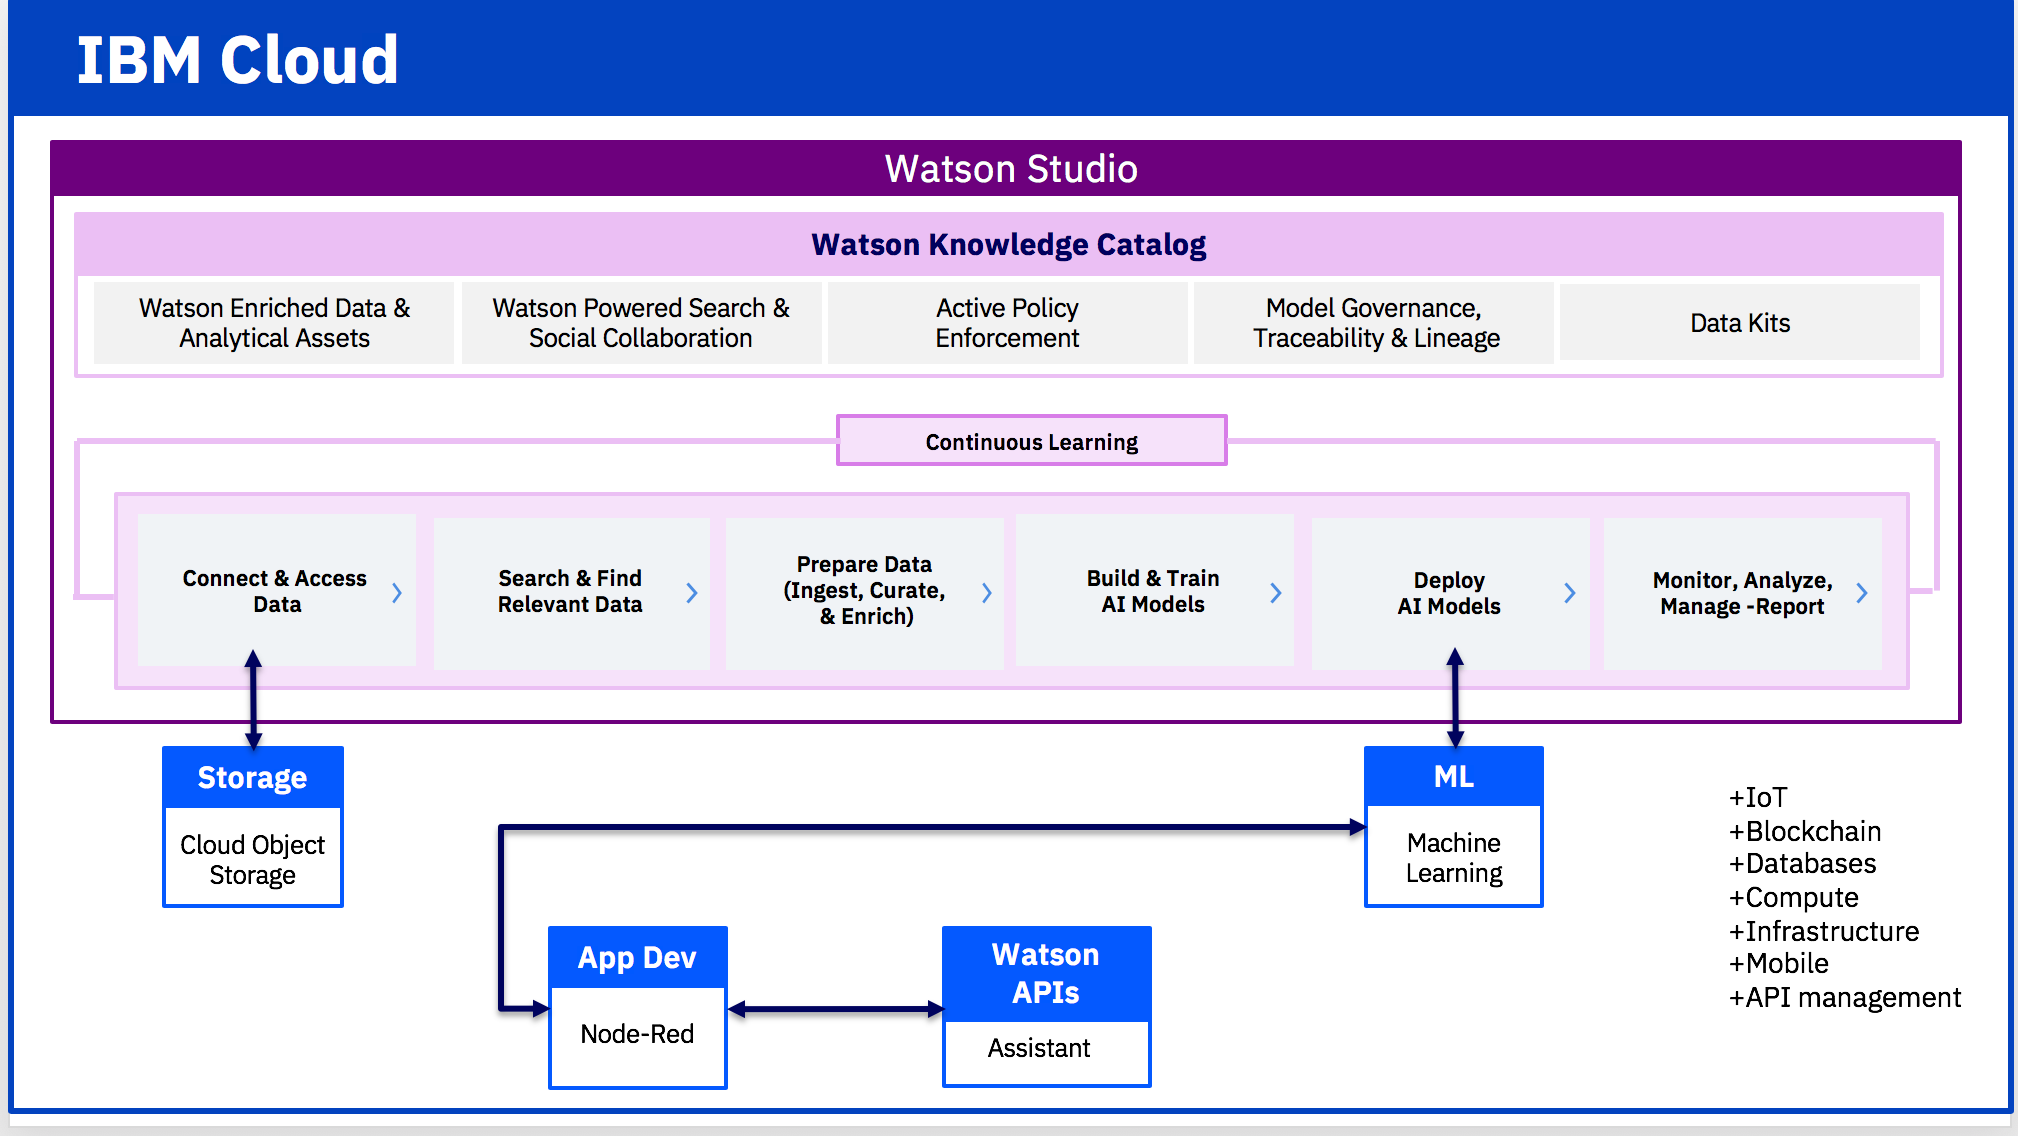 IBM Cloud
Watson Studio
Watson Knowledge Catalog
Watson Enriched Data &
Analytical Assets
Watson Powered Search &
Social Collaboration
Active Policy
Enforcement
Model Governance,
Traceability & Lineage
Data Kits
Continuous Learning
Connect & Access
Data
Search & Find
Relevant Data
Prepare Data
(Ingest, Curate,
& Enrich)
Build & Train
AI Models
Deploy
AI Models
Monitor, Analyze,
Manage -Report
Storage
Cloud Object
Storage
ML
Machine
Learning
App Dev
Node-Red
Watson
APIs
Assistant
+IoT
+Blockchain
+Databases
+Compute
+Infrastructure
+Mobile
+API management